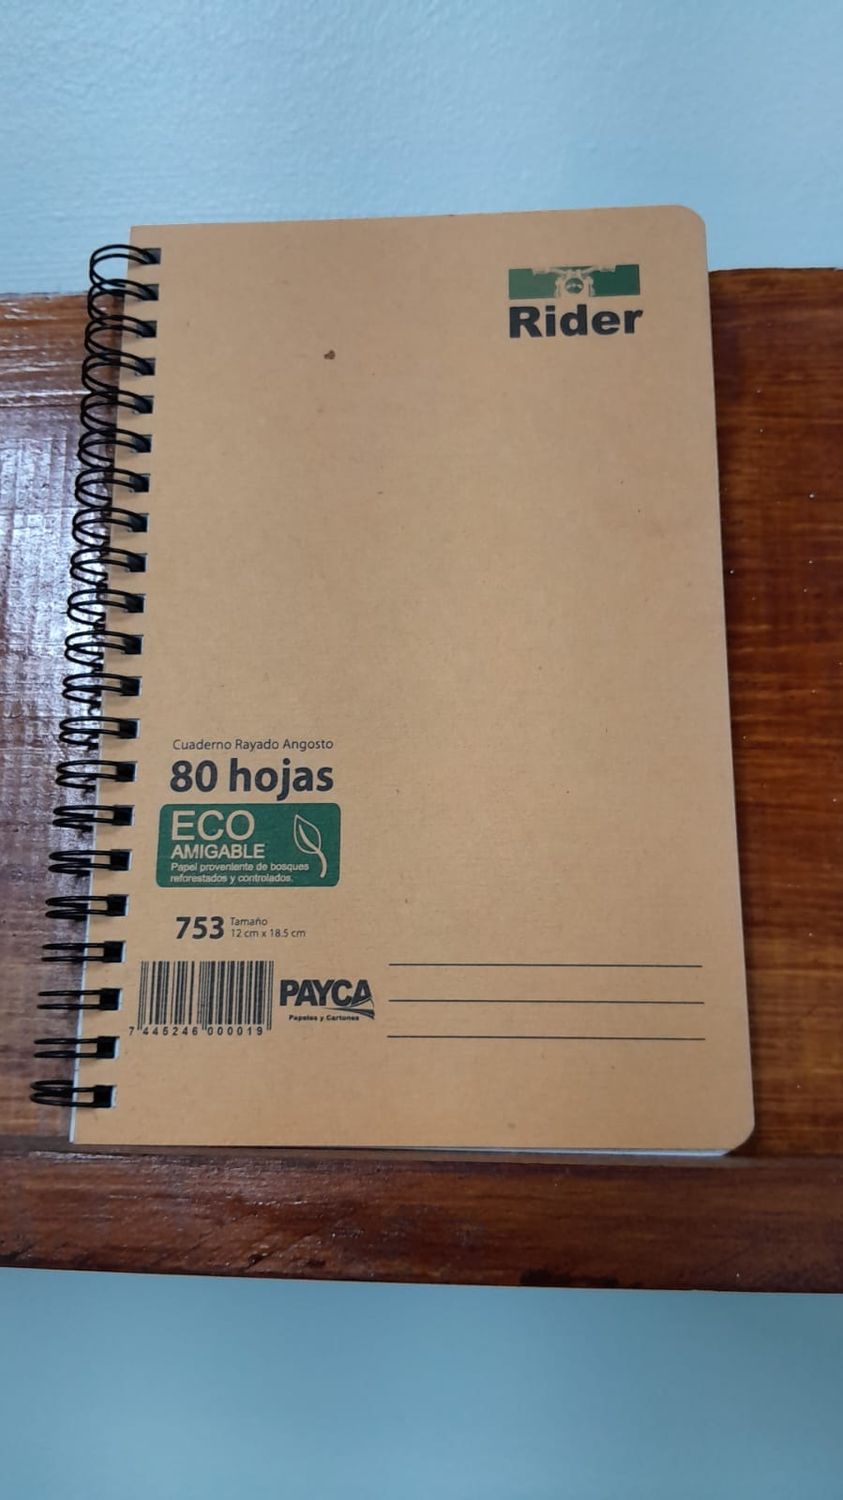 Rider
Cuaderno Rayado Angosto
80 hojas
ECO
AMIGABLE
Papel proveniente de bosques
reforestados y controlados.
753 Tamaño
12 cm x 18.5 cm
PAYCA
Papeles y Cartones
7 445246 000019